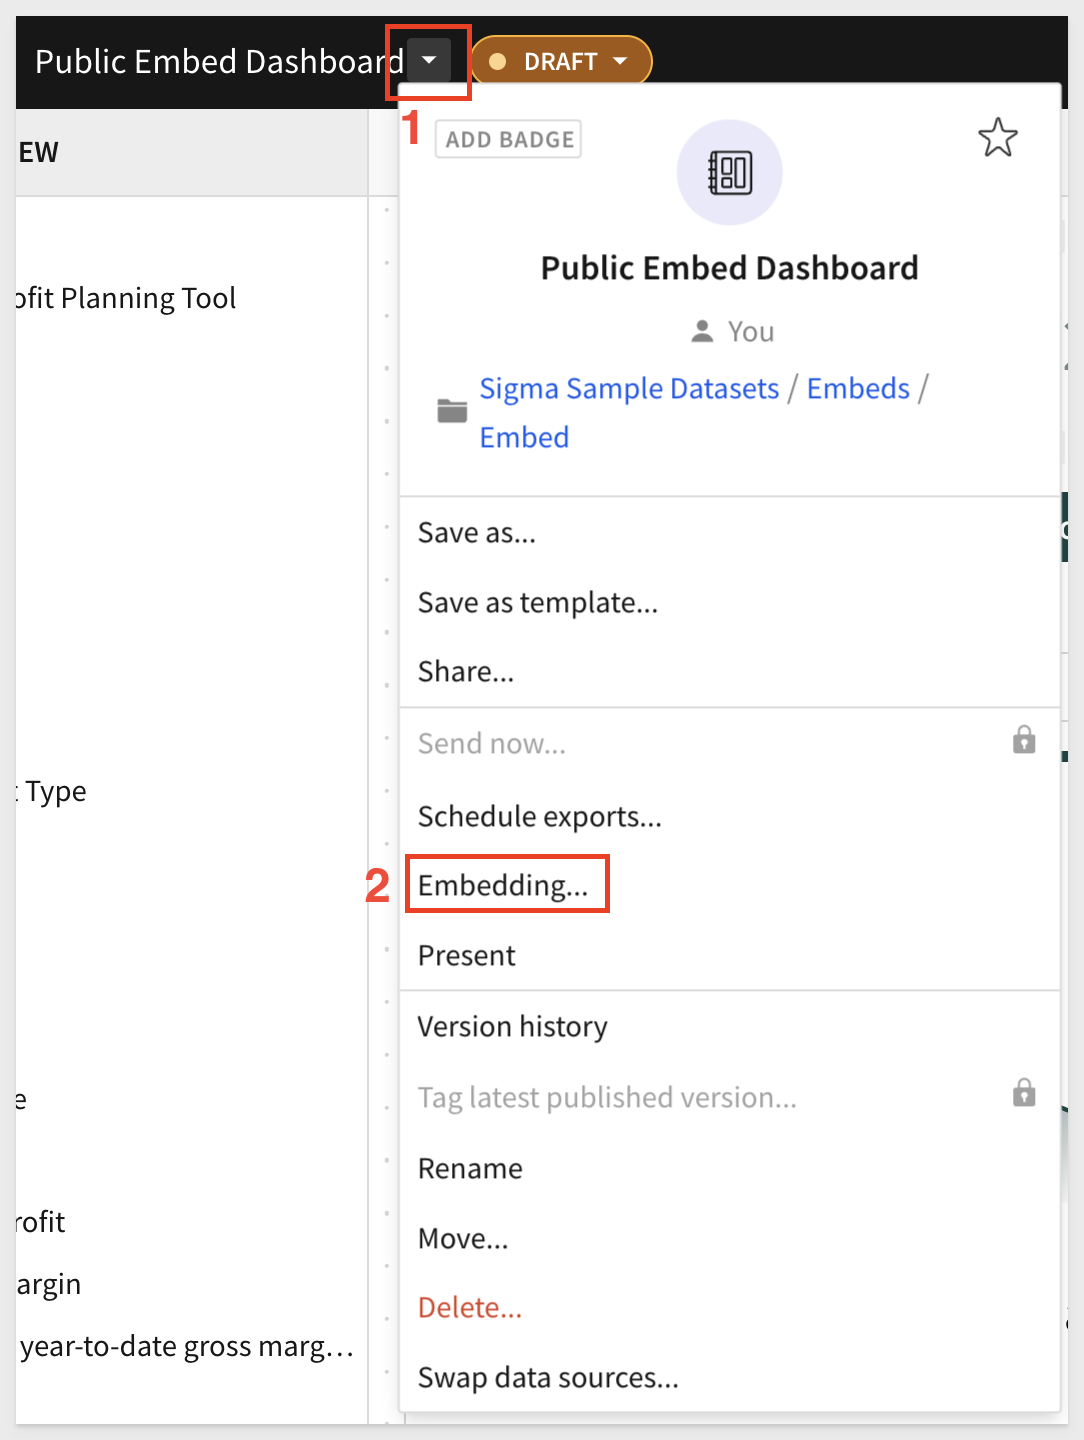 Public Embed Dashboard
DRAFT
1
EW
ADD BADGE
Public Embed Dashboard
You
Sigma Sample Datasets / Embeds /
Embed
ofit Planning Tool
Save as...
Save as template...
Share...
Send now...
Type
Schedule exports...
2
Embedding...
Present
Version history
Tag latest published version...
e
Rename
rofit
Move...
argin
Delete...
year-to-date gross marg...
Swap data sources...